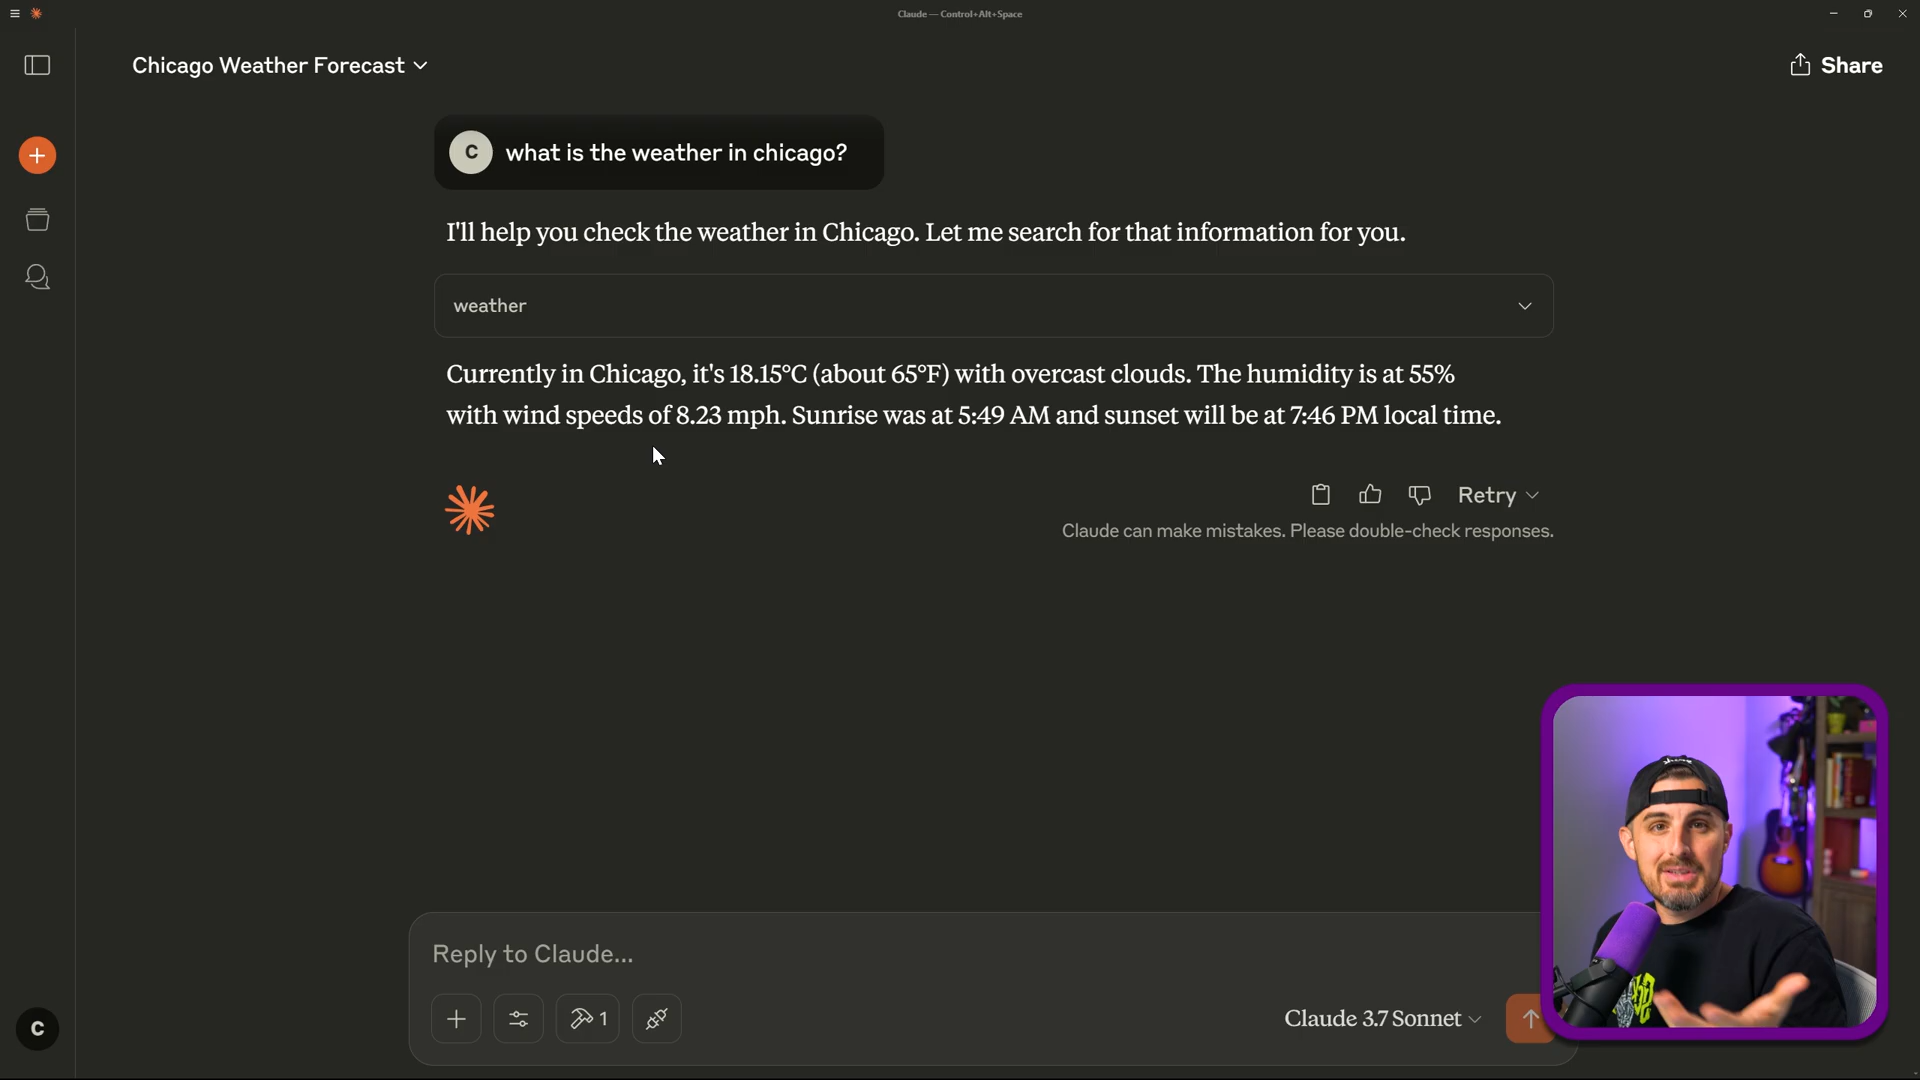 Claude — Control+Alt+Space
Chicago Weather Forecast
Share
C
what is the weather in chicago?
I'll help you check the weather in Chicago. Let me search for that information for you.
weather
Currently in Chicago, it's 18.15°C (about 65°F) with overcast clouds. The humidity is at 55%
with wind speeds of 8.23 mph. Sunrise was at 5:49 AM and sunset will be at 7:46 PM local time.
Retry
Claude can make mistakes. Please double-check responses.
Reply to Claude...
1
Claude 3.7 Sonnet
C